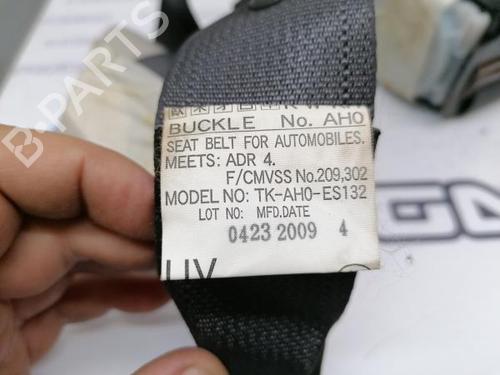 B-PARTS
BUCKLE No. AH0
SEAT BELT FOR AUTOMOBILES.
MEETS: ADR 4.
F/CMVSS No.209,302
MODEL NO: TK-AH0-ES132
LOT NO: MFD.DATE
0423 2009 4
UV